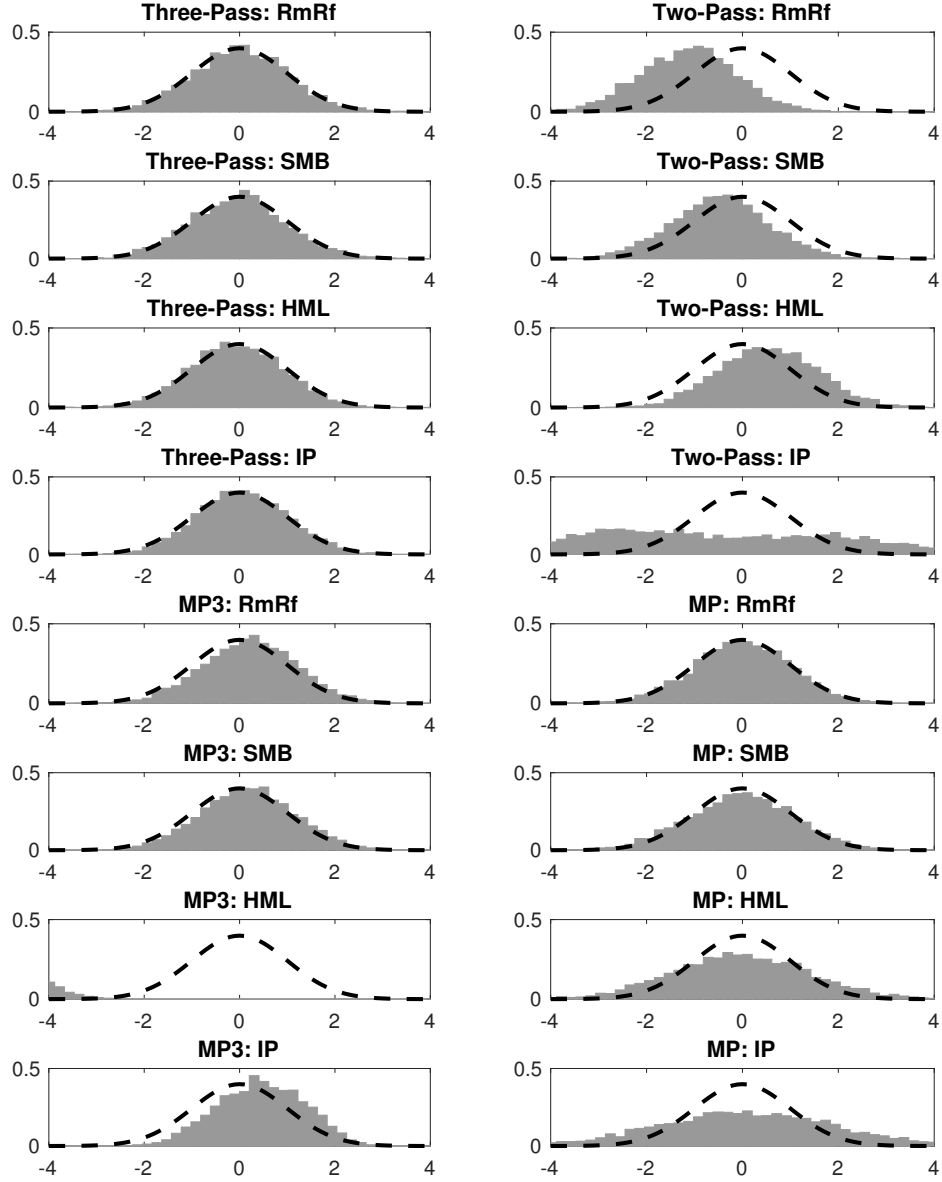 Three-Pass: RmRf
0.5
0
-4 -2 0 2 4
Two-Pass: RmRf
0.5
0
-4 -2 0 2 4
Three-Pass: SMB
0.5
0
-4 -2 0 2 4
Two-Pass: SMB
0.5
0
-4 -2 0 2 4
Three-Pass: HML
0.5
0
-4 -2 0 2 4
Two-Pass: HML
0.5
0
-4 -2 0 2 4
Three-Pass: IP
0.5
0
-4 -2 0 2 4
Two-Pass: IP
0.5
0
-4 -2 0 2 4
MP3: RmRf
0.5
0
-4 -2 0 2 4
MP: RmRf
0.5
0
-4 -2 0 2 4
MP3: SMB
0.5
0
-4 -2 0 2 4
MP: SMB
0.5
0
-4 -2 0 2 4
MP3: HML
0.5
0
-4 -2 0 2 4
MP: HML
0.5
0
-4 -2 0 2 4
MP3: IP
0.5
0
-4 -2 0 2 4
MP: IP
0.5
0
-4 -2 0 2 4